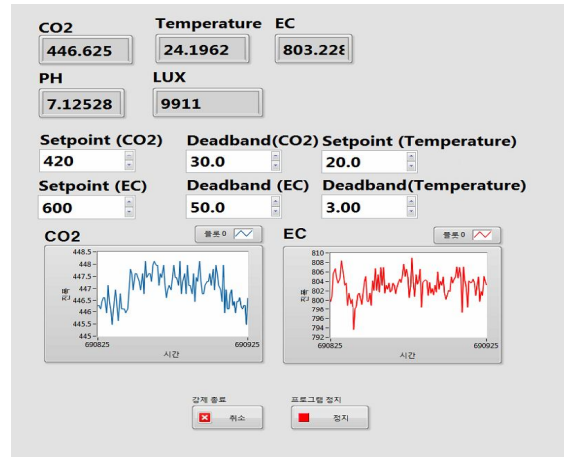 CO2 Temperature EC
446.625 24.1962 803.228
PH LUX
7.12528 9911
Setpoint (CO2) Deadband(CO2) Setpoint (Temperature)
420 30.0 20.0
Setpoint (EC) Deadband (EC) Deadband(Temperature)
600 50.0 3.00
CO2 플롯 0
448.5
448
447.5
447
446.5
446
445.5
445
진폭
690825 690925
시간
EC 플롯 0
810
808
806
804
802
800
798
796
794
792
진폭
690825 690925
시간
강제 종료 프로그램 정지
취소 정지